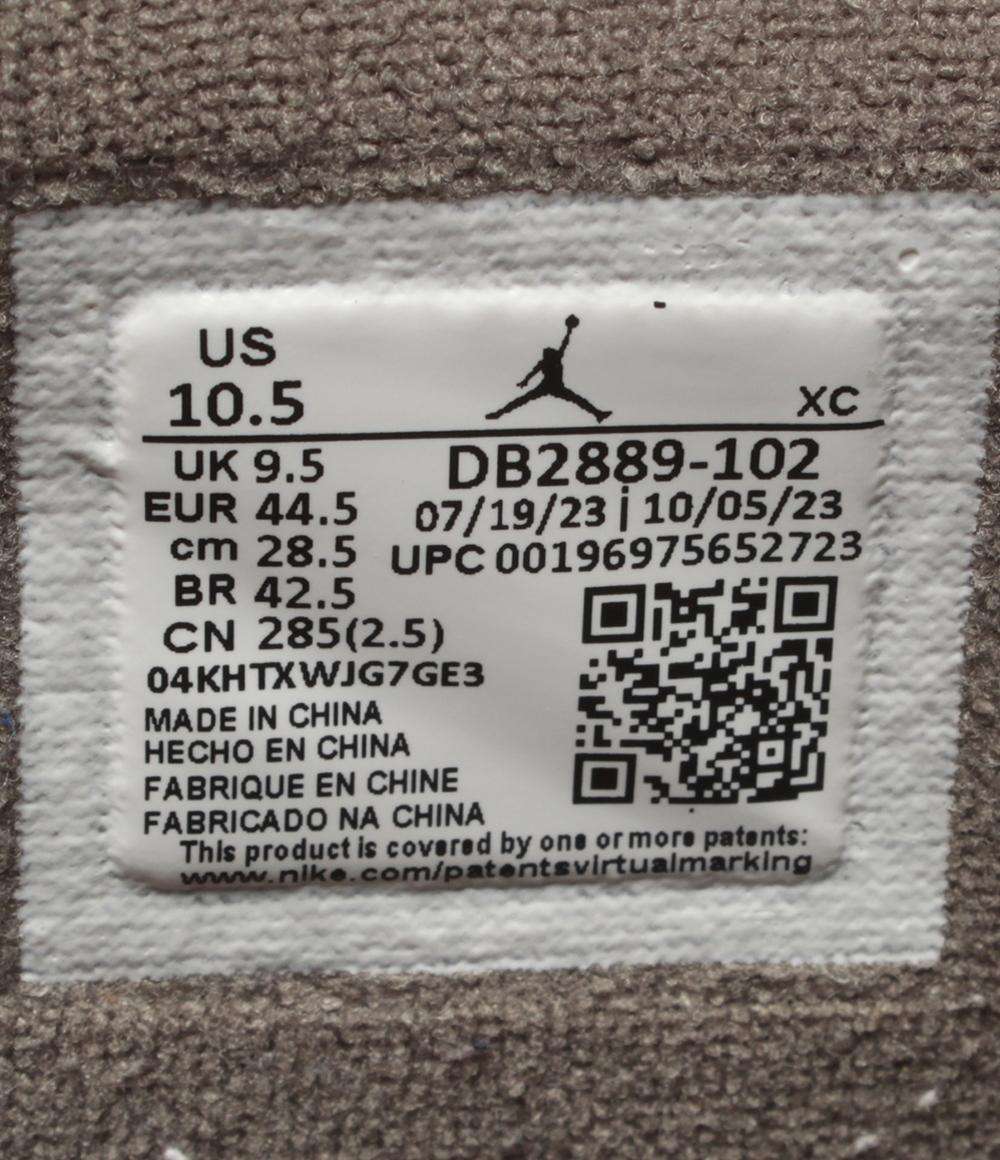 US
10.5
XC
UK 9.5
DB2889-102
EUR 44.5
07/19/23 | 10/05/23
cm 28.5
UPC 00196975652723
BR 42.5
CN 285(2.5)
04KHTXWJG7GE3
MADE IN CHINA
HECHO EN CHINA
FABRIQUE EN CHINE
FABRICADO NA CHINA
This product is covered by one or more patents:
www.nike.com/patentsvirtualmarking